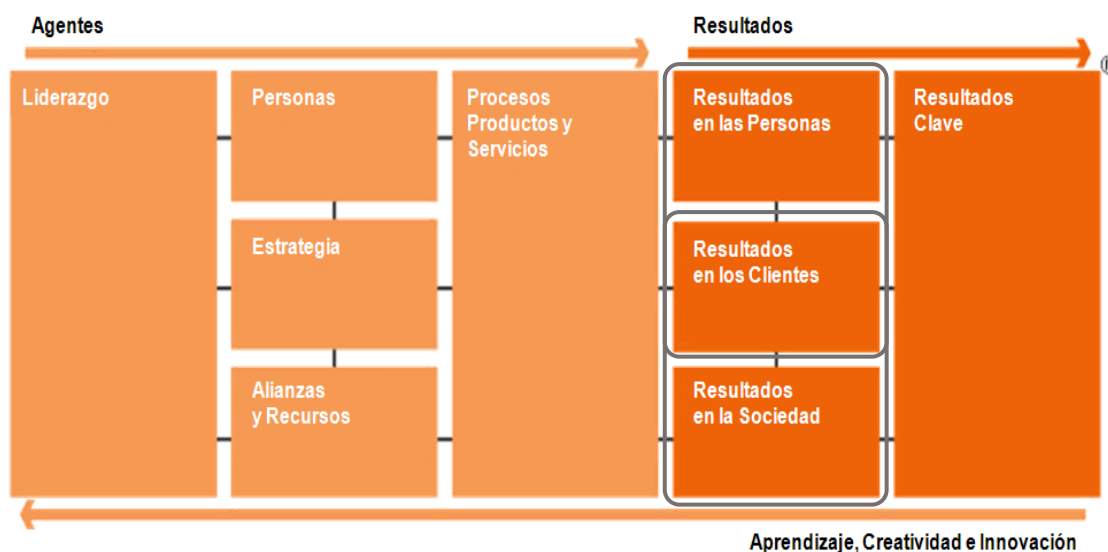 Agentes
Resultados
®
Liderazgo
Personas
Procesos
Productos y
Servicios
Resultados
en las Personas
Resultados
Clave
Estrategia
Resultados
en los Clientes
Alianzas
y Recursos
Resultados
en la Sociedad
Aprendizaje, Creatividad e Innovación